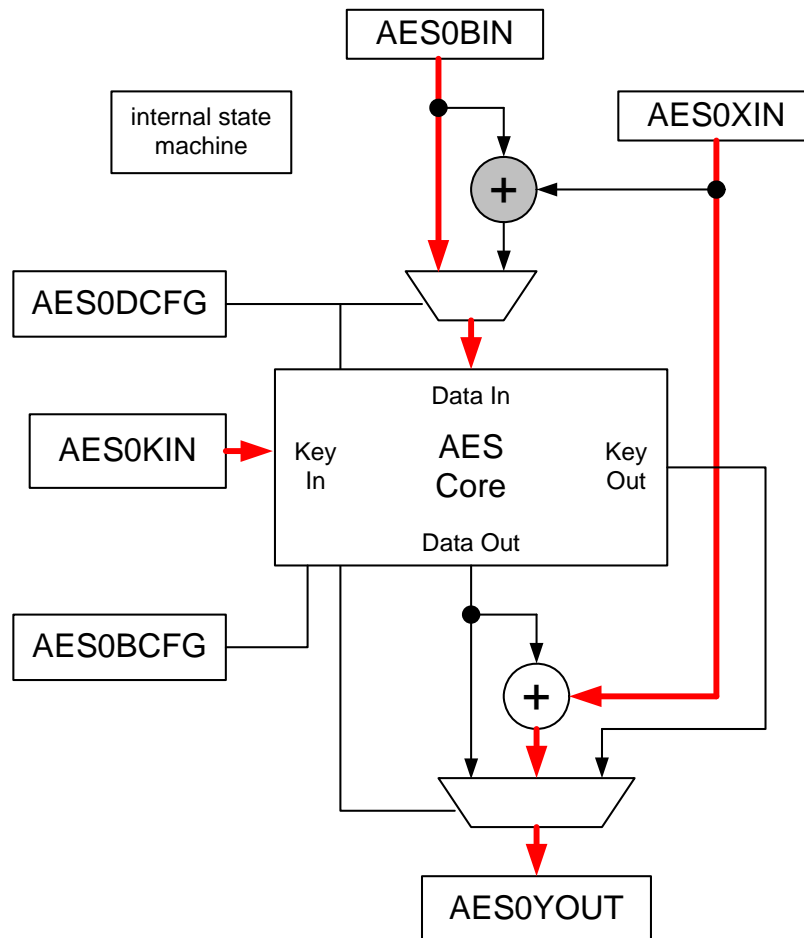 AES0BIN
internal state
machine
AES0XIN
+
AES0DCFG
Data In
AES0KIN
Key
In
AES
Core
Key
Out
Data Out
AES0BCFG
+
AES0YOUT